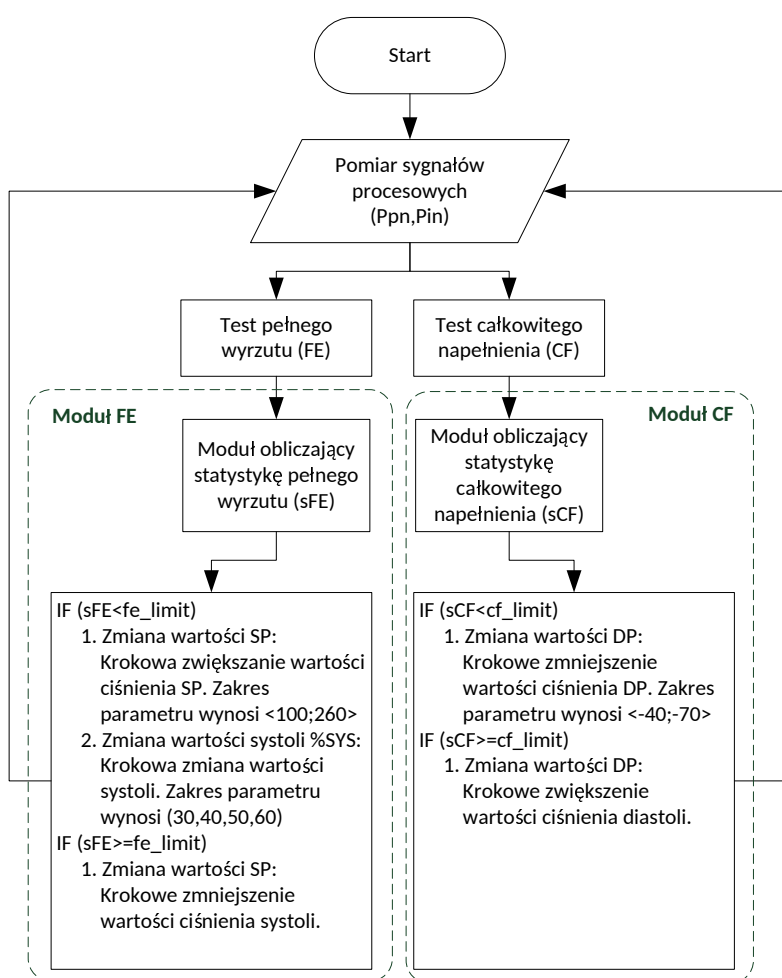 Start
Pomiar sygnałów
procesowych
(Ppn,Pin)
Test pełnego
wyrzutu (FE)
Test całkowitego
napełnienia (CF)
Moduł FE
Moduł CF
Moduł obliczający
statystykę pełnego
wyrzutu (sFE)
Moduł obliczający
statystykę
całkowitego
napełnienia (sCF)
IF (sFE<fe_limit)
1. Zmiana wartości SP:
Krokowa zwiększanie wartości
ciśnienia SP. Zakres
parametru wynosi <100;260>
2. Zmiana wartości systoli %SYS:
Krokowa zmiana wartości
systoli. Zakres parametru
wynosi (30,40,50,60)
IF (sFE>=fe_limit)
1. Zmiana wartości SP:
Krokowe zmniejszenie
wartości ciśnienia systoli.
IF (sCF<cf_limit)
1. Zmiana wartości DP:
Krokowe zmniejszenie
wartości ciśnienia DP. Zakres
parametru wynosi <-40;-70>
IF (sCF>=cf_limit)
1. Zmiana wartości DP:
Krokowe zwiększenie
wartości ciśnienia diastoli.